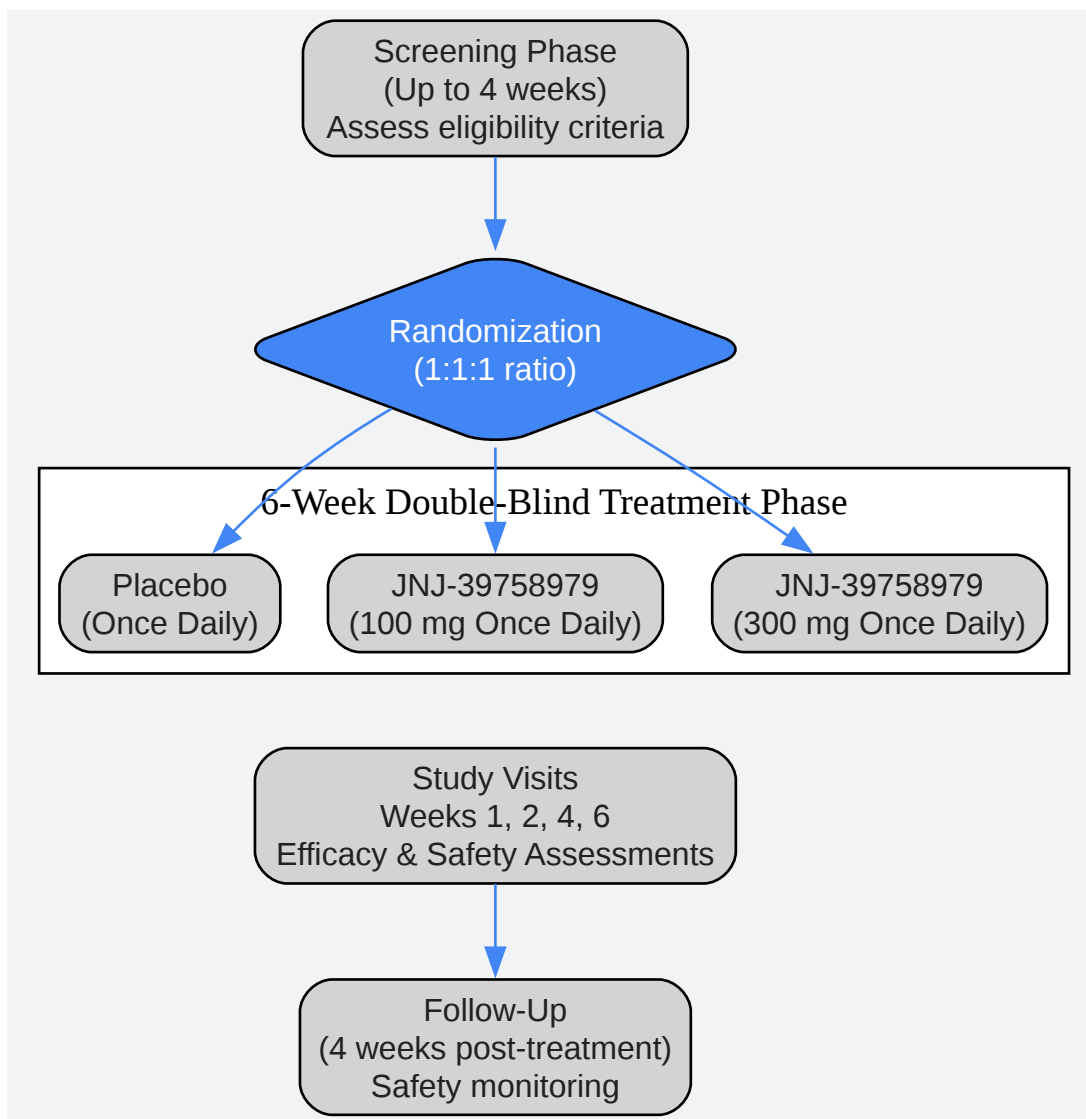 Screening Phase
(Up to 4 weeks)
Assess eligibility criteria
Randomization
(1:1:1 ratio)
6-Week Double-Blind Treatment Phase
Placebo
(Once Daily)
JNJ-39758979
(100 mg Once Daily)
JNJ-39758979
(300 mg Once Daily)
Study Visits
Weeks 1, 2, 4, 6
Efficacy & Safety Assessments
Follow-Up
(4 weeks post-treatment)
Safety monitoring